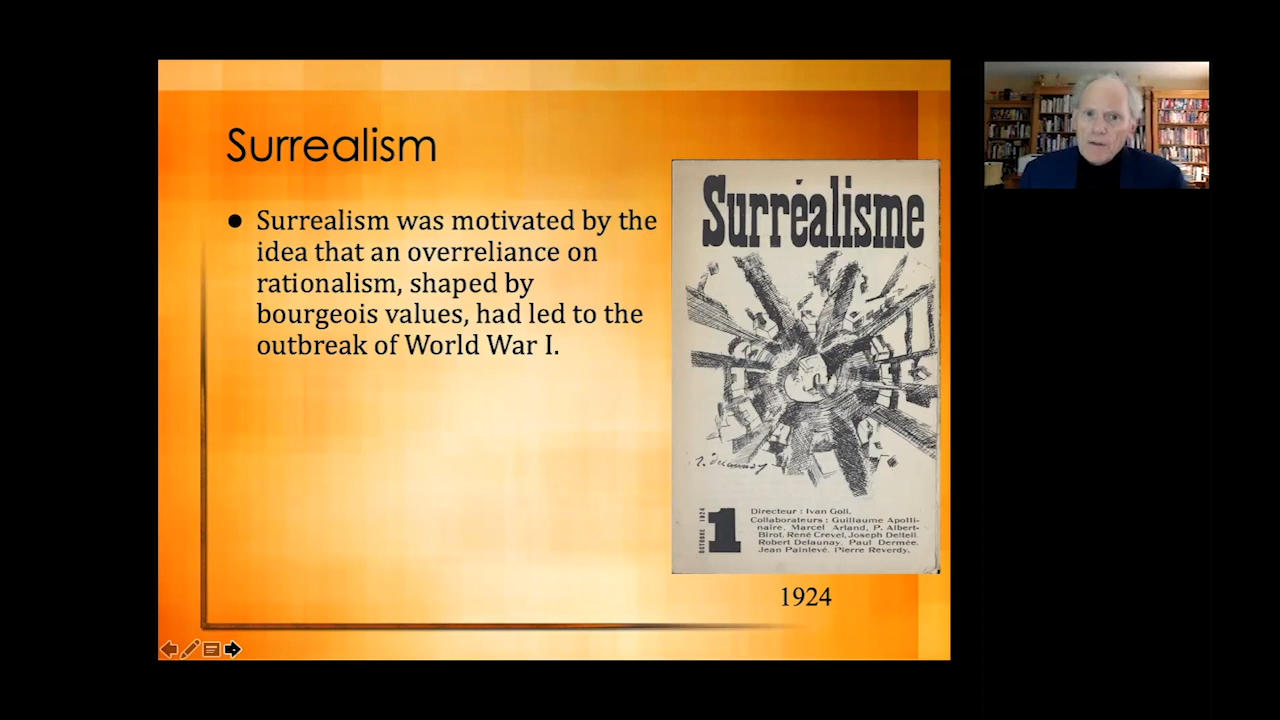 Surrealism
● Surrealism was motivated by the
idea that an overreliance on
rationalism, shaped by
bourgeois values, had led to the
outbreak of World War I.
Surréalisme
r. delaunay
OCTOBRE 1924
1
Directeur : Ivan Goll.
Collaborateurs : Guillaume Apolli-
naire, Marcel Arland, P. Albert-
Birot, René Crevel, Joseph Delteil,
Robert Delaunay, Paul Dermée,
Jean Painlevé, Pierre Reverdy.
1924